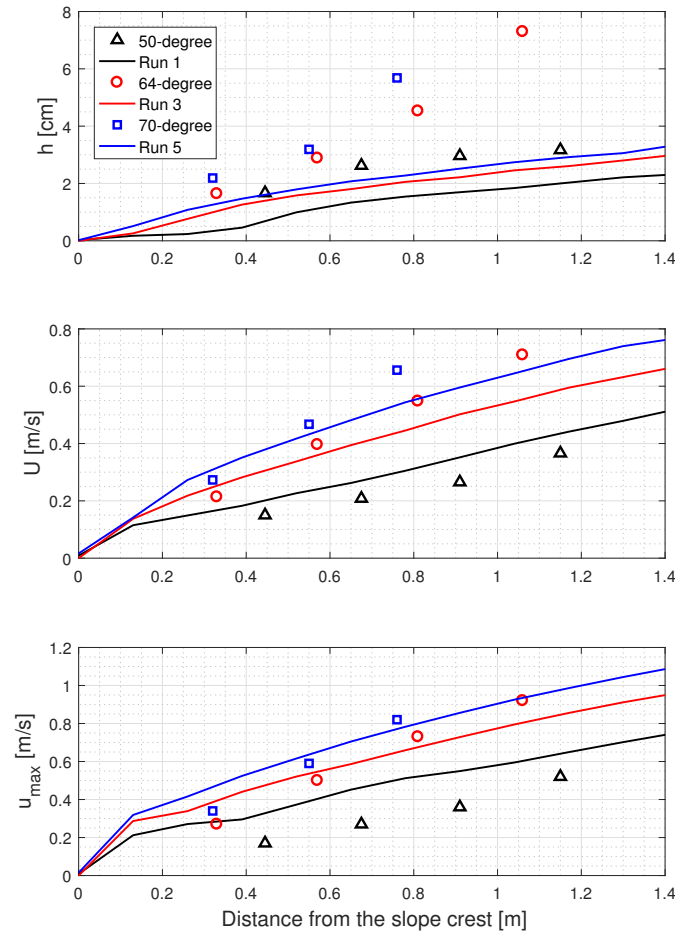 8
6
4
2
0
h [cm]
50-degree
Run 1
64-degree
Run 3
70-degree
Run 5
0 0.2 0.4 0.6 0.8 1 1.2 1.4
0.8
0.6
0.4
0.2
0
U [m/s]
0 0.2 0.4 0.6 0.8 1 1.2 1.4
1.2
1
0.8
0.6
0.4
0.2
0
u_max [m/s]
0 0.2 0.4 0.6 0.8 1 1.2 1.4
Distance from the slope crest [m]